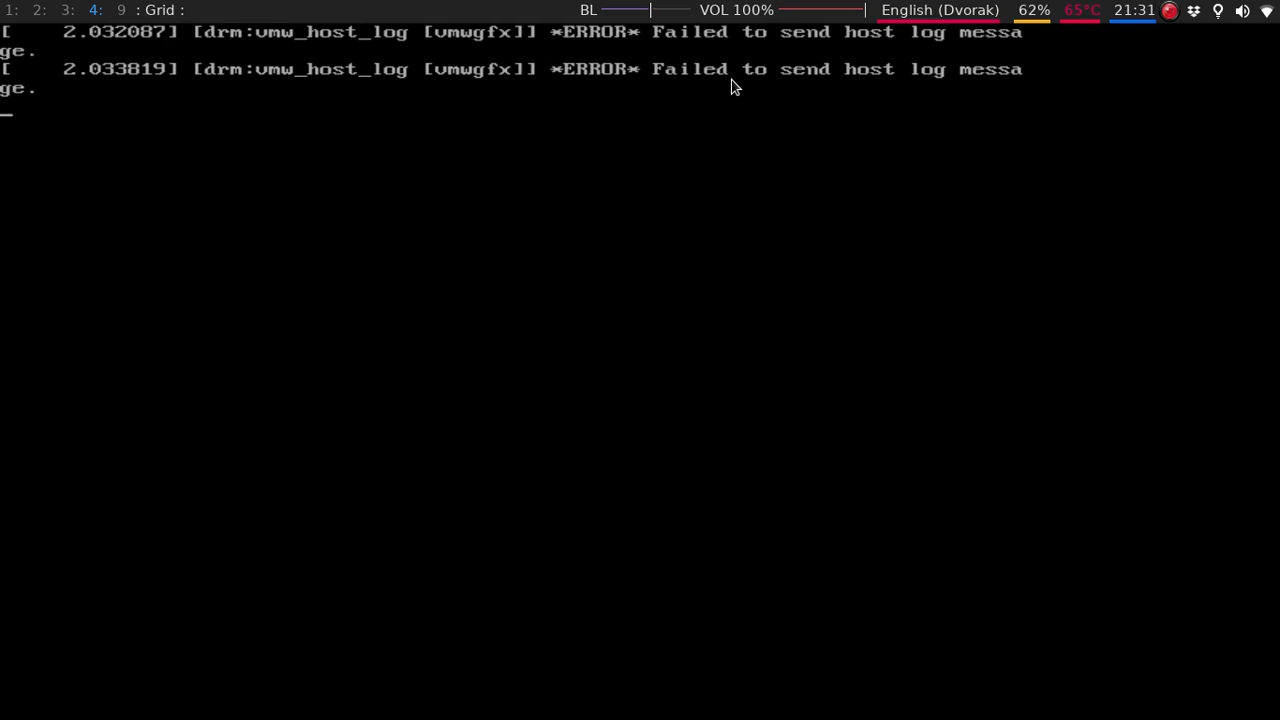 1: 2: 3: 4: 9 : Grid : BL VOL 100% English (Dvorak) 62% 65°C 21:31
[    2.032087] [drm:vmw_host_log [vmwgfx]] *ERROR* Failed to send host log messa
ge.
[    2.033819] [drm:vmw_host_log [vmwgfx]] *ERROR* Failed to send host log messa
ge.